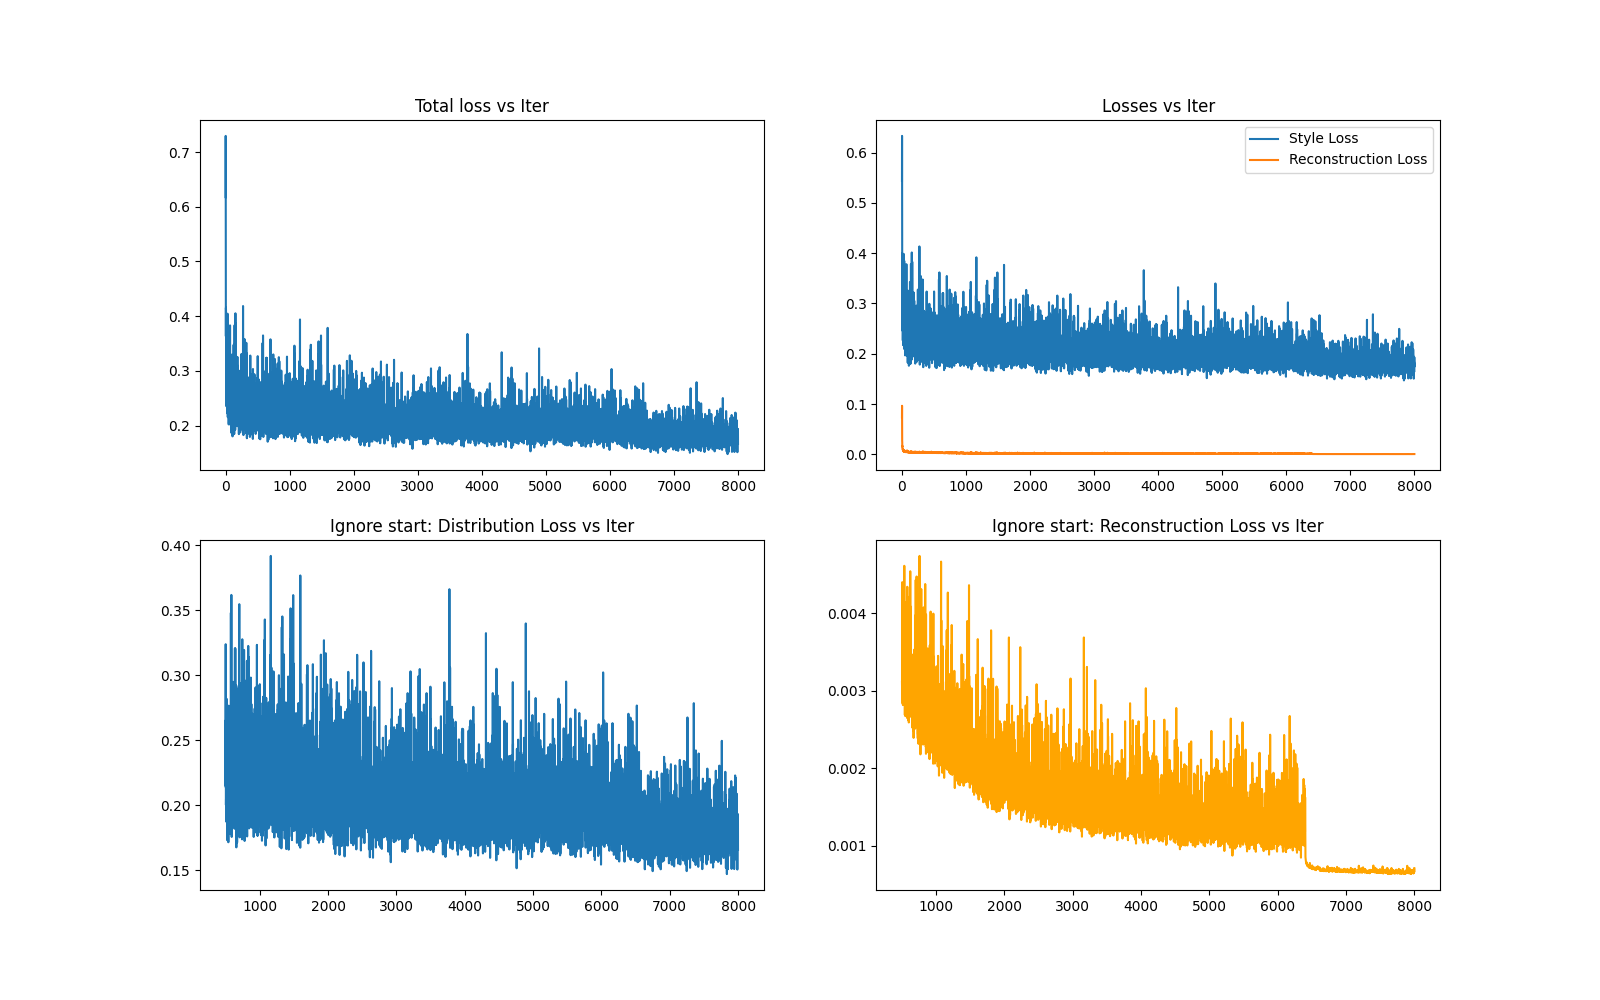 Total loss vs Iter
0.7
0.6
0.5
0.4
0.3
0.2
0 1000 2000 3000 4000 5000 6000 7000 8000
Losses vs Iter
Style Loss
Reconstruction Loss
0.6
0.5
0.4
0.3
0.2
0.1
0.0
0 1000 2000 3000 4000 5000 6000 7000 8000
Ignore start: Distribution Loss vs Iter
0.40
0.35
0.30
0.25
0.20
0.15
1000 2000 3000 4000 5000 6000 7000 8000
Ignore start: Reconstruction Loss vs Iter
0.004
0.003
0.002
0.001
1000 2000 3000 4000 5000 6000 7000 8000